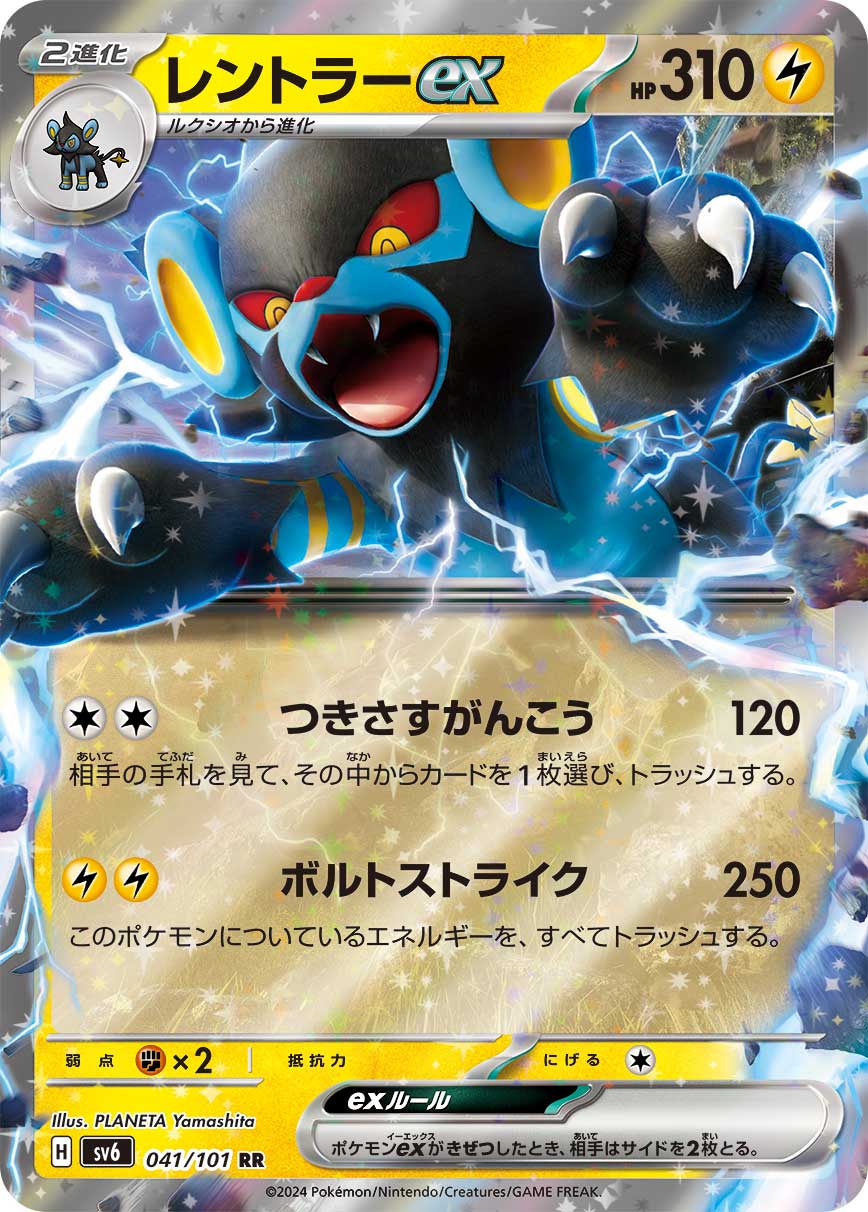 2進化
レントラーex
HP310
ルクシオから進化
つきさすがんこう 120
相手の手札を見て、その中からカードを1枚選び、トラッシュする。
ボルトストライク 250
このポケモンについているエネルギーを、すべてトラッシュする。
弱点 ×2 抵抗力 にげる
exルール
ポケモンexがきぜつしたとき、相手はサイドを2枚とる。
Illus. PLANETA Yamashita
H SV6 041/101 RR
©2024 Pokémon/Nintendo/Creatures/GAME FREAK.